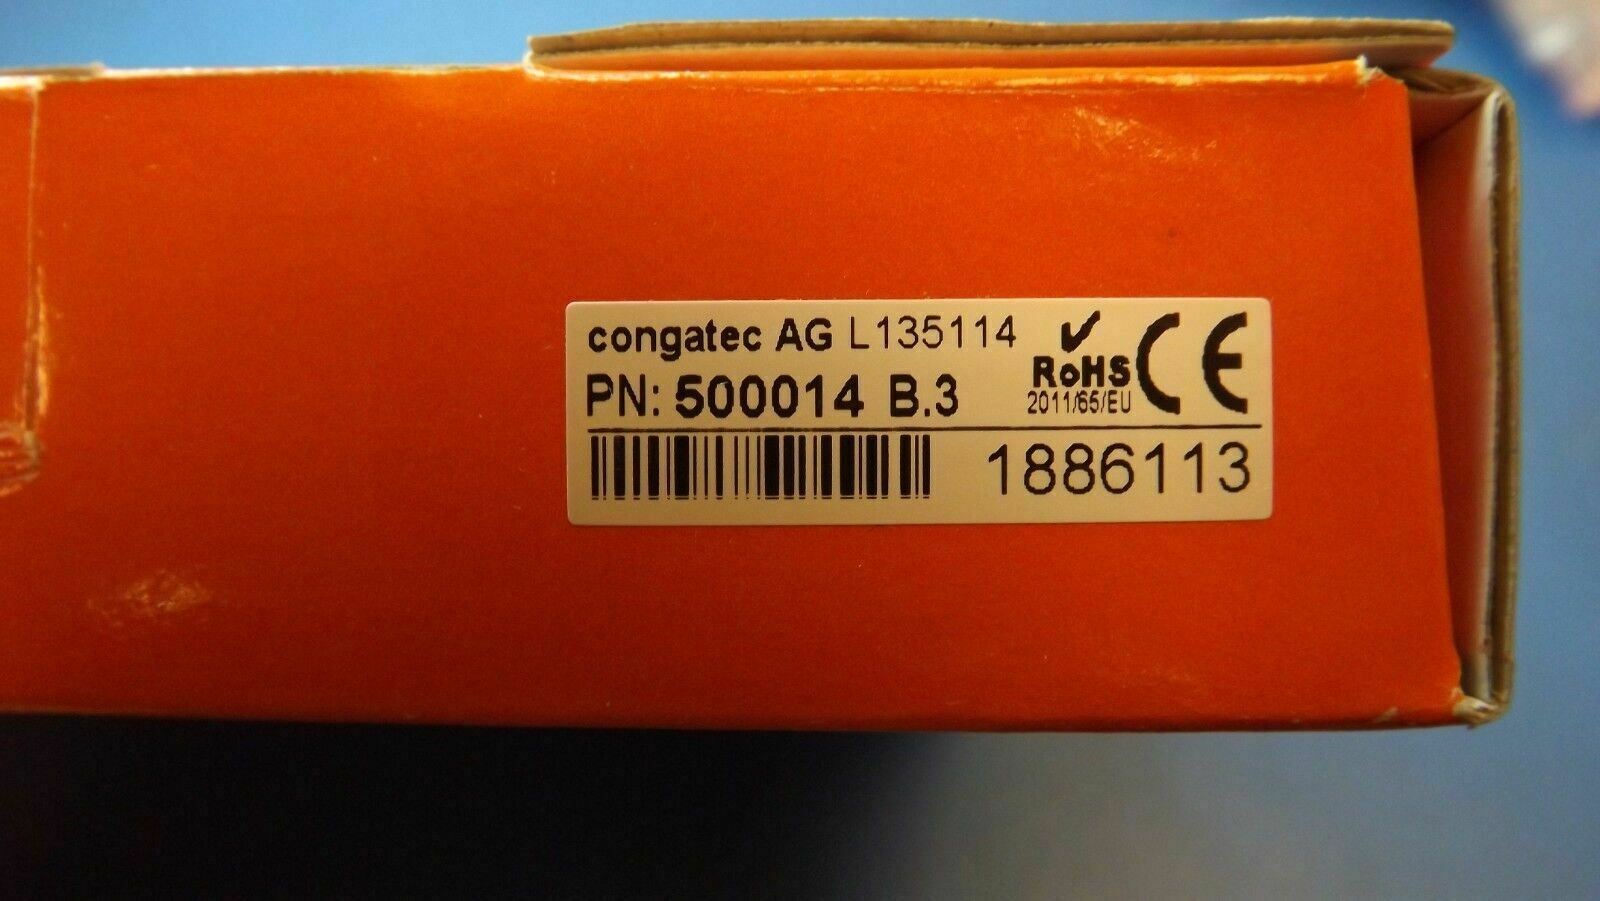 congatec AG L135114
PN: 500014 B.3
RoHS
2011/65/EU
CE
1886113